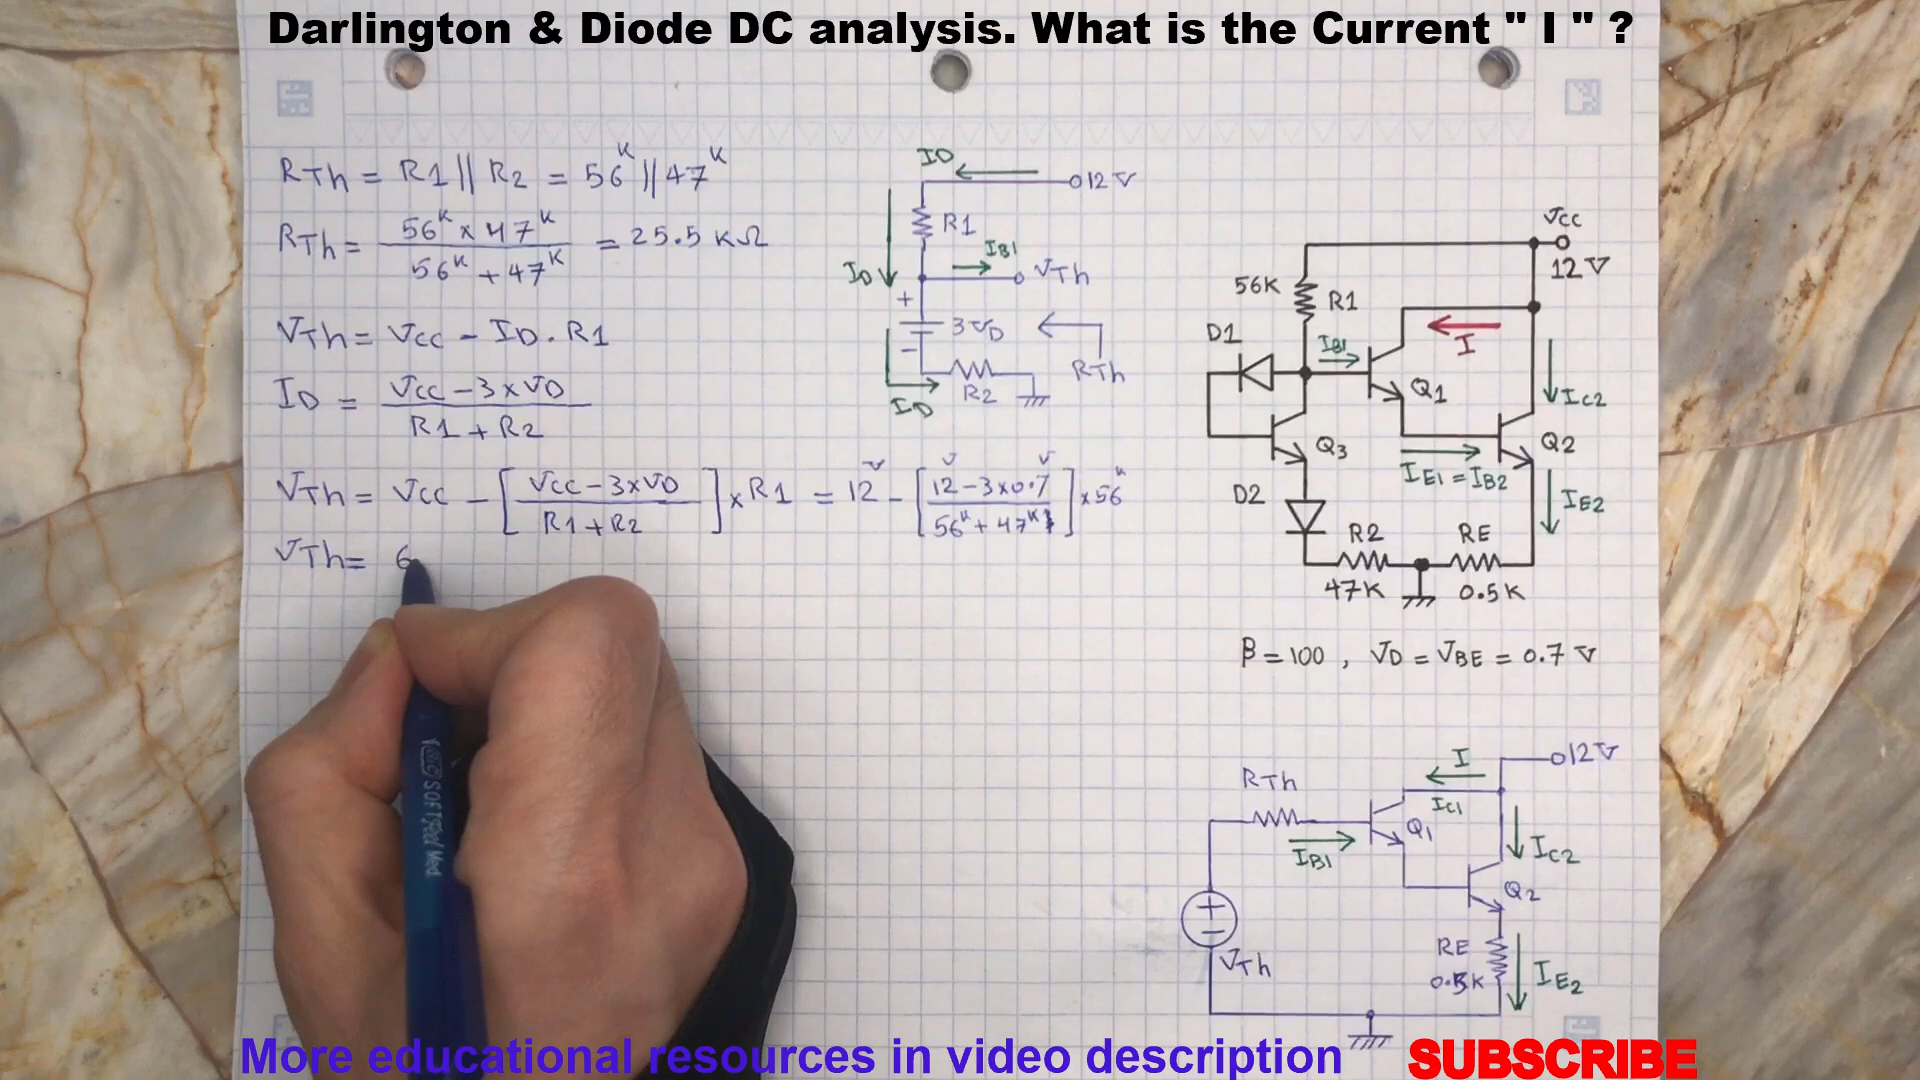 Darlington & Diode DC analysis. What is the Current " I " ?
RTh = R1 || R2 = 56K || 47K
RTh = 56K x 47K / 56K + 47K = 25.5 KΩ
VTh = VCC - ID . R1
ID = VCC - 3 x VD / R1 + R2
VTh = VCC - [ VCC - 3 x VD / R1 + R2 ] x R1 = 12V - [ 12V - 3 x 0.7V / 56K + 47K ] x 56K
VTh = 6
ID
12 V
R1
ID
IB1
VTh
+
3VD
-
RTh
R2
ID
VCC
12 V
56K
R1
D1
IB1
I
Q1
IC2
Q3
Q2
IE1 = IB2
D2
IE2
R2
RE
47K
0.5K
β = 100 , VD = VBE = 0.7 V
I
12 V
RTh
IC1
Q1
IB1
IC2
Q2
+
-
RE
VTh
0.5K
IE2
SOFTFeel Med
More educational resources in video description
SUBSCRIBE